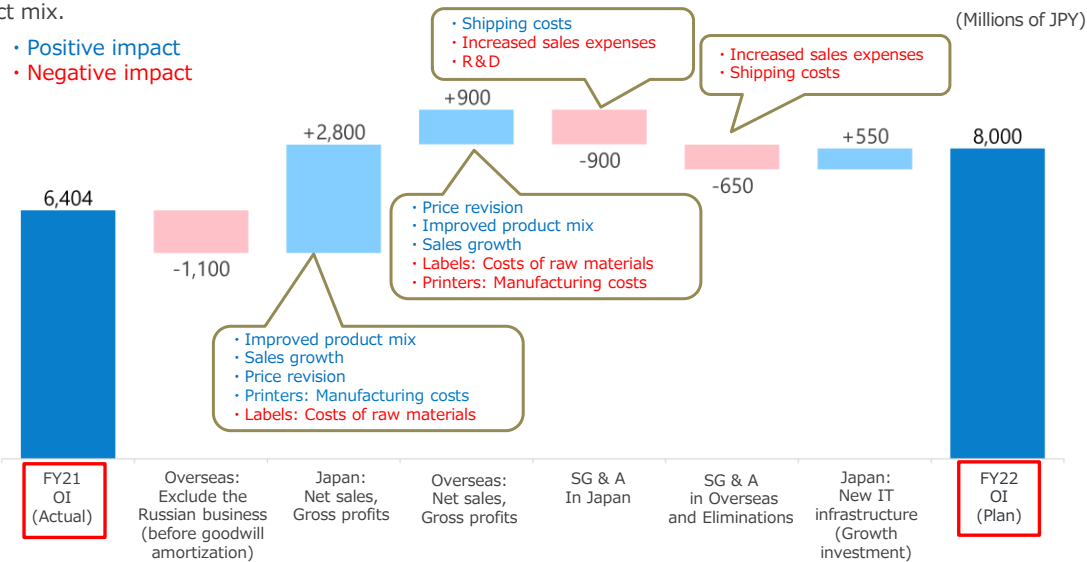 ct mix.
(Millions of JPY)
・Positive impact
・Negative impact
・Shipping costs
・Increased sales expenses
・R&D
・Increased sales expenses
・Shipping costs
+900
+2,800
-900
-650
+550
8,000
6,404
-1,100
・Price revision
・Improved product mix
・Sales growth
・Labels: Costs of raw materials
・Printers: Manufacturing costs
・Improved product mix
・Sales growth
・Price revision
・Printers: Manufacturing costs
・Labels: Costs of raw materials
FY21
OI
(Actual)
Overseas:
Exclude the
Russian business
(before goodwill
amortization)
Japan:
Net sales,
Gross profits
Overseas:
Net sales,
Gross profits
SG & A
In Japan
SG & A
in Overseas
and Eliminations
Japan:
New IT
infrastructure
(Growth
investment)
FY22
OI
(Plan)